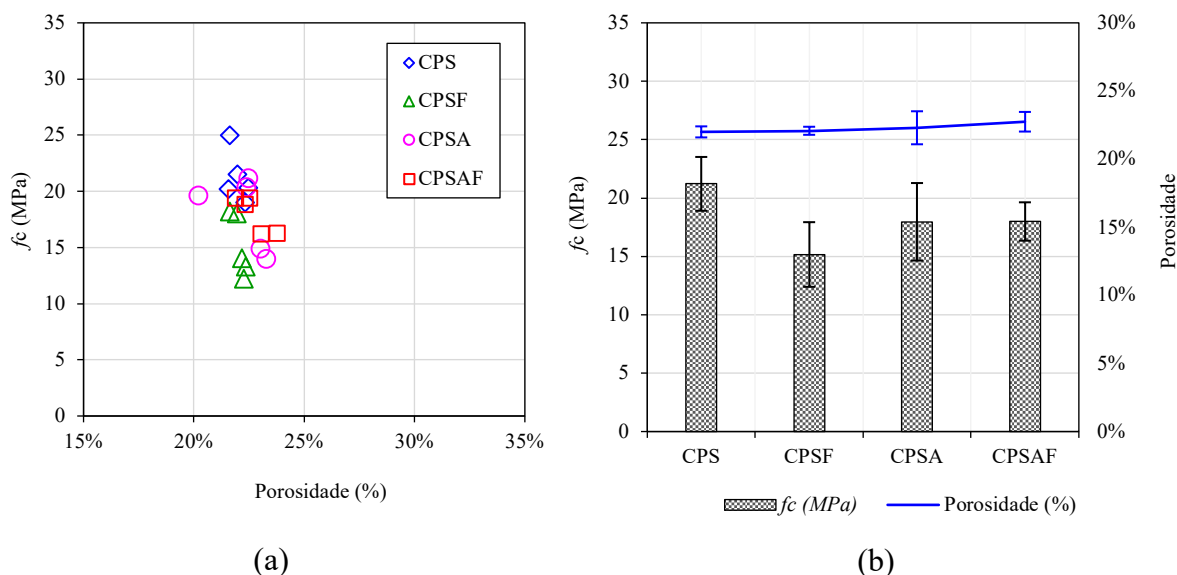 35
30
25
20
15
10
5
0
fc (MPa)
15% 20% 25% 30% 35%
Porosidade (%)
CPS
CPSF
CPSA
CPSAF
(a)
35
30
25
20
15
10
5
0
fc (MPa)
30%
25%
20%
15%
10%
5%
0%
Porosidade
CPS CPSF CPSA CPSAF
fc (MPa) Porosidade (%)
(b)